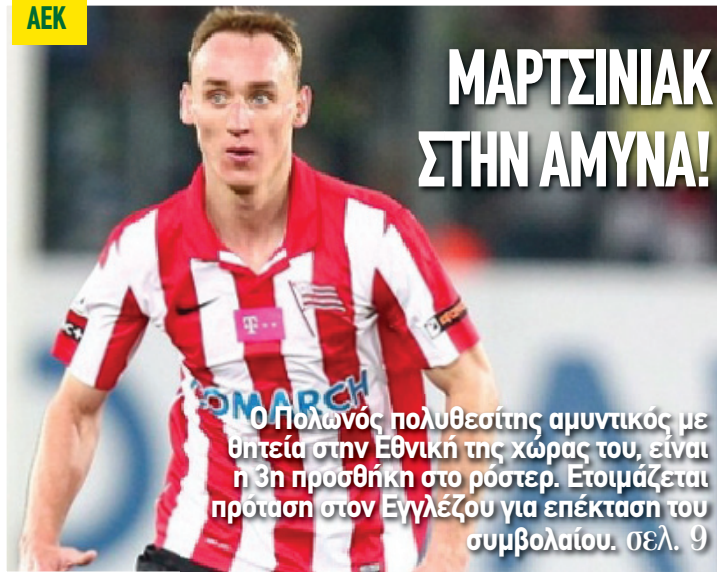 ΑΕΚ
ΜΑΡΤΣΙΝΙΑΚ
ΣΤΗΝ ΑΜΥΝΑ!
T
COMARCH
Ο Πολωνός πολυθεσίτης αμυντικός με
θητεία στην Εθνική της χώρας του, είναι
η 3η προσθήκη στο ρόστερ. Ετοιμάζεται
πρόταση στον Εγγλέζου για επέκταση του
συμβολαίου. σελ. 9